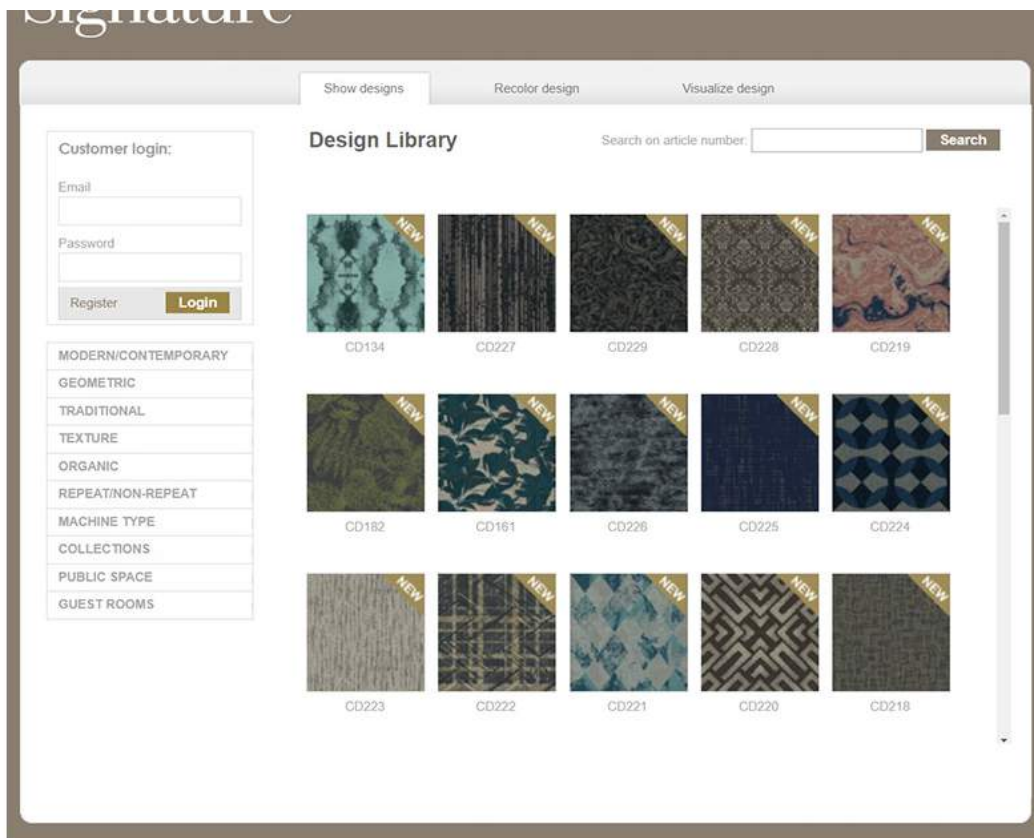 Signature
Show designs
Recolor design
Visualize design
Customer login:
Email
Password
Register
Login
MODERN/CONTEMPORARY
GEOMETRIC
TRADITIONAL
TEXTURE
ORGANIC
REPEAT/NON-REPEAT
MACHINE TYPE
COLLECTIONS
PUBLIC SPACE
GUEST ROOMS
Design Library
Search on article number:
Search
NEW NEW NEW NEW NEW
CD134 CD227 CD229 CD228 CD219
NEW NEW NEW NEW NEW
CD182 CD161 CD226 CD225 CD224
NEW NEW NEW NEW NEW
CD223 CD222 CD221 CD220 CD218